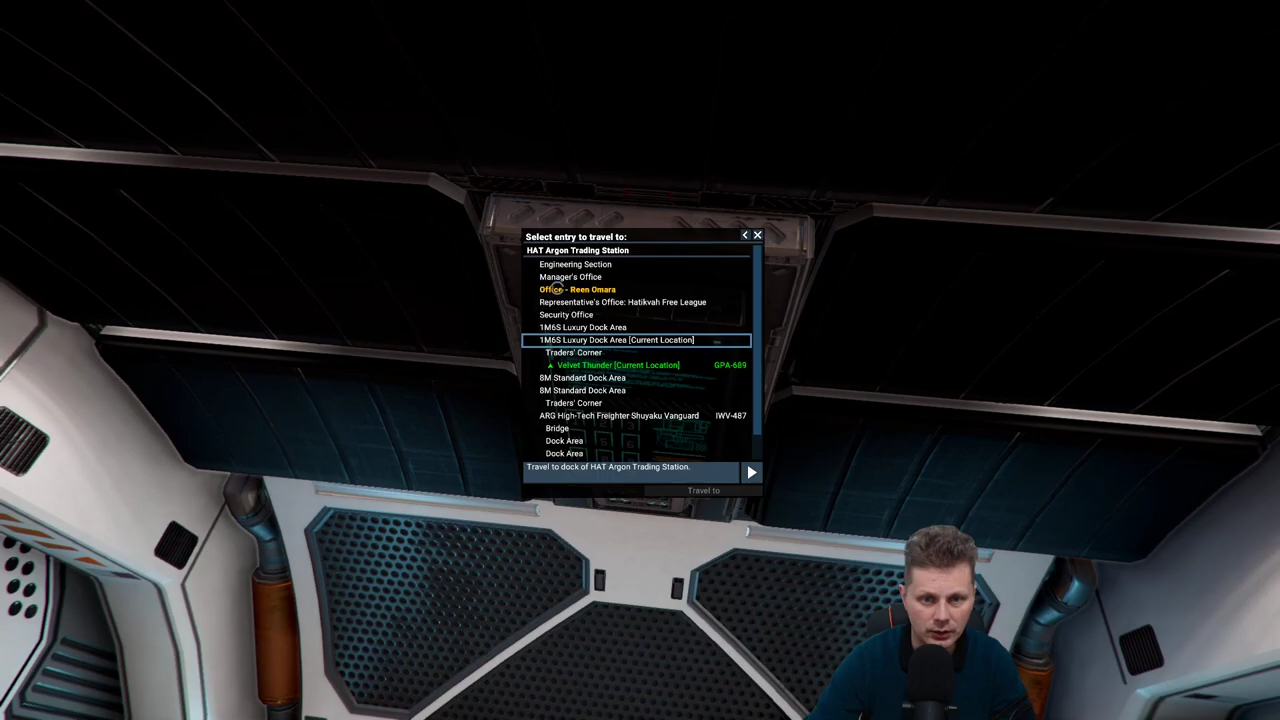 Select entry to travel to:
HAT Argon Trading Station
Engineering Section
Manager's Office
Office - Reen Omara
Representative's Office: Hatikvah Free League
Security Office
1M6S Luxury Dock Area
1M6S Luxury Dock Area [Current Location]
Traders' Corner
Velvet Thunder [Current Location] GPA-689
8M Standard Dock Area
8M Standard Dock Area
Traders' Corner
ARG High-Tech Freighter Shuyaku Vanguard IWV-487
Bridge
Dock Area
Dock Area
Travel to dock of HAT Argon Trading Station.
Travel to